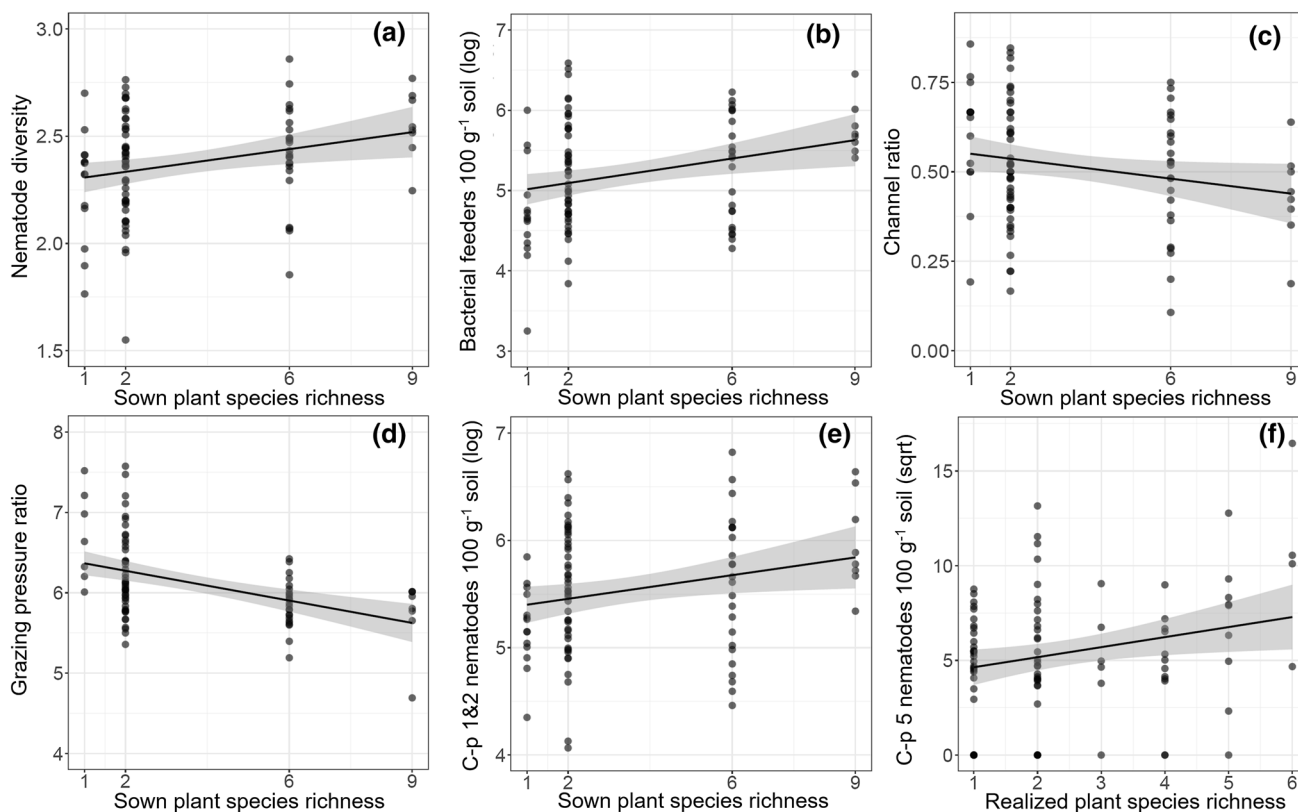 (a)
Nematode diversity
3.0
2.5
2.0
1.5
1 2 6 9
Sown plant species richness
(b)
Bacterial feeders 100 g⁻¹ soil (log)
7
6
5
4
3
1 2 6 9
Sown plant species richness
(c)
Channel ratio
0.75
0.50
0.25
0.00
1 2 6 9
Sown plant species richness
(d)
Grazing pressure ratio
8
7
6
5
4
1 2 6 9
Sown plant species richness
(e)
C-p 1&2 nematodes 100 g⁻¹ soil (log)
7
6
5
4
1 2 6 9
Sown plant species richness
(f)
C-p 5 nematodes 100 g⁻¹ soil (sqrt)
15
10
5
0
1 2 3 4 5 6
Realized plant species richness